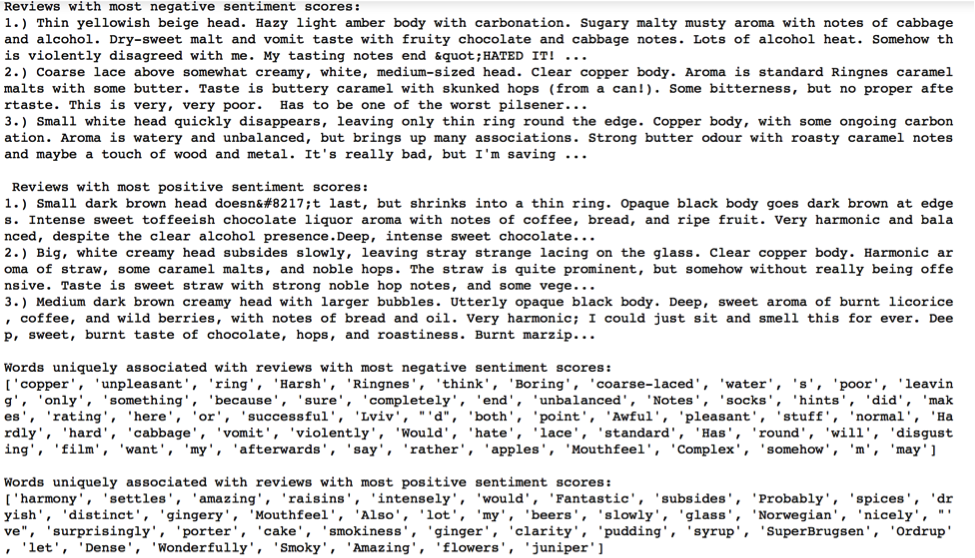 Reviews with most negative sentiment scores:
1.) Thin yellowish beige head. Hazy light amber body with carbonation. Sugary malty musty aroma with notes of cabbage
and alcohol. Dry-sweet malt and vomit taste with fruity chocolate and cabbage notes. Lots of alcohol heat. Somehow th
is violently disagreed with me. My tasting notes end &quot;HATED IT! ...
2.) Coarse lace above somewhat creamy, white, medium-sized head. Clear copper body. Aroma is standard Ringnes caramel
malts with some butter. Taste is buttery caramel with skunked hops (from a can!). Some bitterness, but no proper afte
rtaste. This is very, very poor.  Has to be one of the worst pilsener...
3.) Small white head quickly disappears, leaving only thin ring round the edge. Copper body, with some ongoing carbon
ation. Aroma is watery and unbalanced, but brings up many associations. Strong butter odour with roasty caramel notes
and maybe a touch of wood and metal. It's really bad, but I'm saving ...
Reviews with most positive sentiment scores:
1.) Small dark brown head doesn&#8217;t last, but shrinks into a thin ring. Opaque black body goes dark brown at edge
s. Intense sweet toffeeish chocolate liquor aroma with notes of coffee, bread, and ripe fruit. Very harmonic and bala
nced, despite the clear alcohol presence.Deep, intense sweet chocolate...
2.) Big, white creamy head subsides slowly, leaving stray strange lacing on the glass. Clear copper body. Harmonic ar
oma of straw, some caramel malts, and noble hops. The straw is quite prominent, but somehow without really being offe
nsive. Taste is sweet straw with strong noble hop notes, and some vege...
3.) Medium dark brown creamy head with larger bubbles. Utterly opaque black body. Deep, sweet aroma of burnt licorice
, coffee, and wild berries, with notes of bread and oil. Very harmonic; I could just sit and smell this for ever. Dee
p, sweet, burnt taste of chocolate, hops, and roastiness. Burnt marzip...
Words uniquely associated with reviews with most negative sentiment scores:
['copper', 'unpleasant', 'ring', 'Harsh', 'Ringnes', 'think', 'Boring', 'coarse-laced', 'water', 's', 'poor', 'leavin
g', 'only', 'something', 'because', 'sure', 'completely', 'end', 'unbalanced', 'Notes', 'socks', 'hints', 'did', 'mak
es', 'rating', 'here', 'or', 'successful', 'Lviv', "'d", 'both', 'point', 'Awful', 'pleasant', 'stuff', 'normal', 'Ha
rdly', 'hard', 'cabbage', 'vomit', 'violently', 'Would', 'hate', 'lace', 'standard', 'Has', 'round', 'will', 'disgust
ing', 'film', 'want', 'my', 'afterwards', 'say', 'rather', 'apples', 'Mouthfeel', 'Complex', 'somehow', 'm', 'may']
Words uniquely associated with reviews with most positive sentiment scores:
['harmony', 'settles', 'amazing', 'raisins', 'intensely', 'would', 'Fantastic', 'subsides', 'Probably', 'spices', 'dr
yish', 'distinct', 'gingery', 'Mouthfeel', 'Also', 'lot', 'my', 'beers', 'slowly', 'glass', 'Norwegian', 'nicely', "'
ve", 'surprisingly', 'porter', 'cake', 'smokiness', 'ginger', 'clarity', 'pudding', 'syrup', 'SuperBrugsen', 'Ordrup'
, 'let', 'Dense', 'Wonderfully', 'Smoky', 'Amazing', 'flowers', 'juniper']